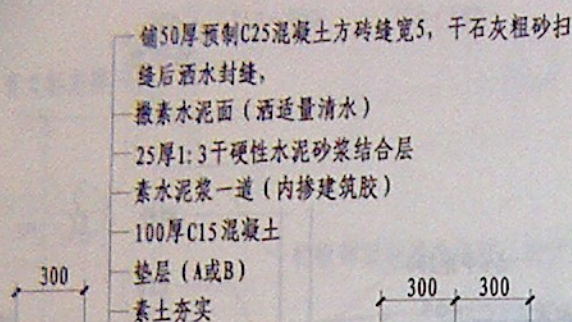 铺50厚预制C25混凝土方砖缝宽5，干石灰粗砂扫
缝后洒水封缝，
撒素水泥面（洒适量清水）
25厚1:3干硬性水泥砂浆结合层
素水泥浆一道（内掺建筑胶）
100厚C15混凝土
垫层（A或B）
素土夯实
300
300 300